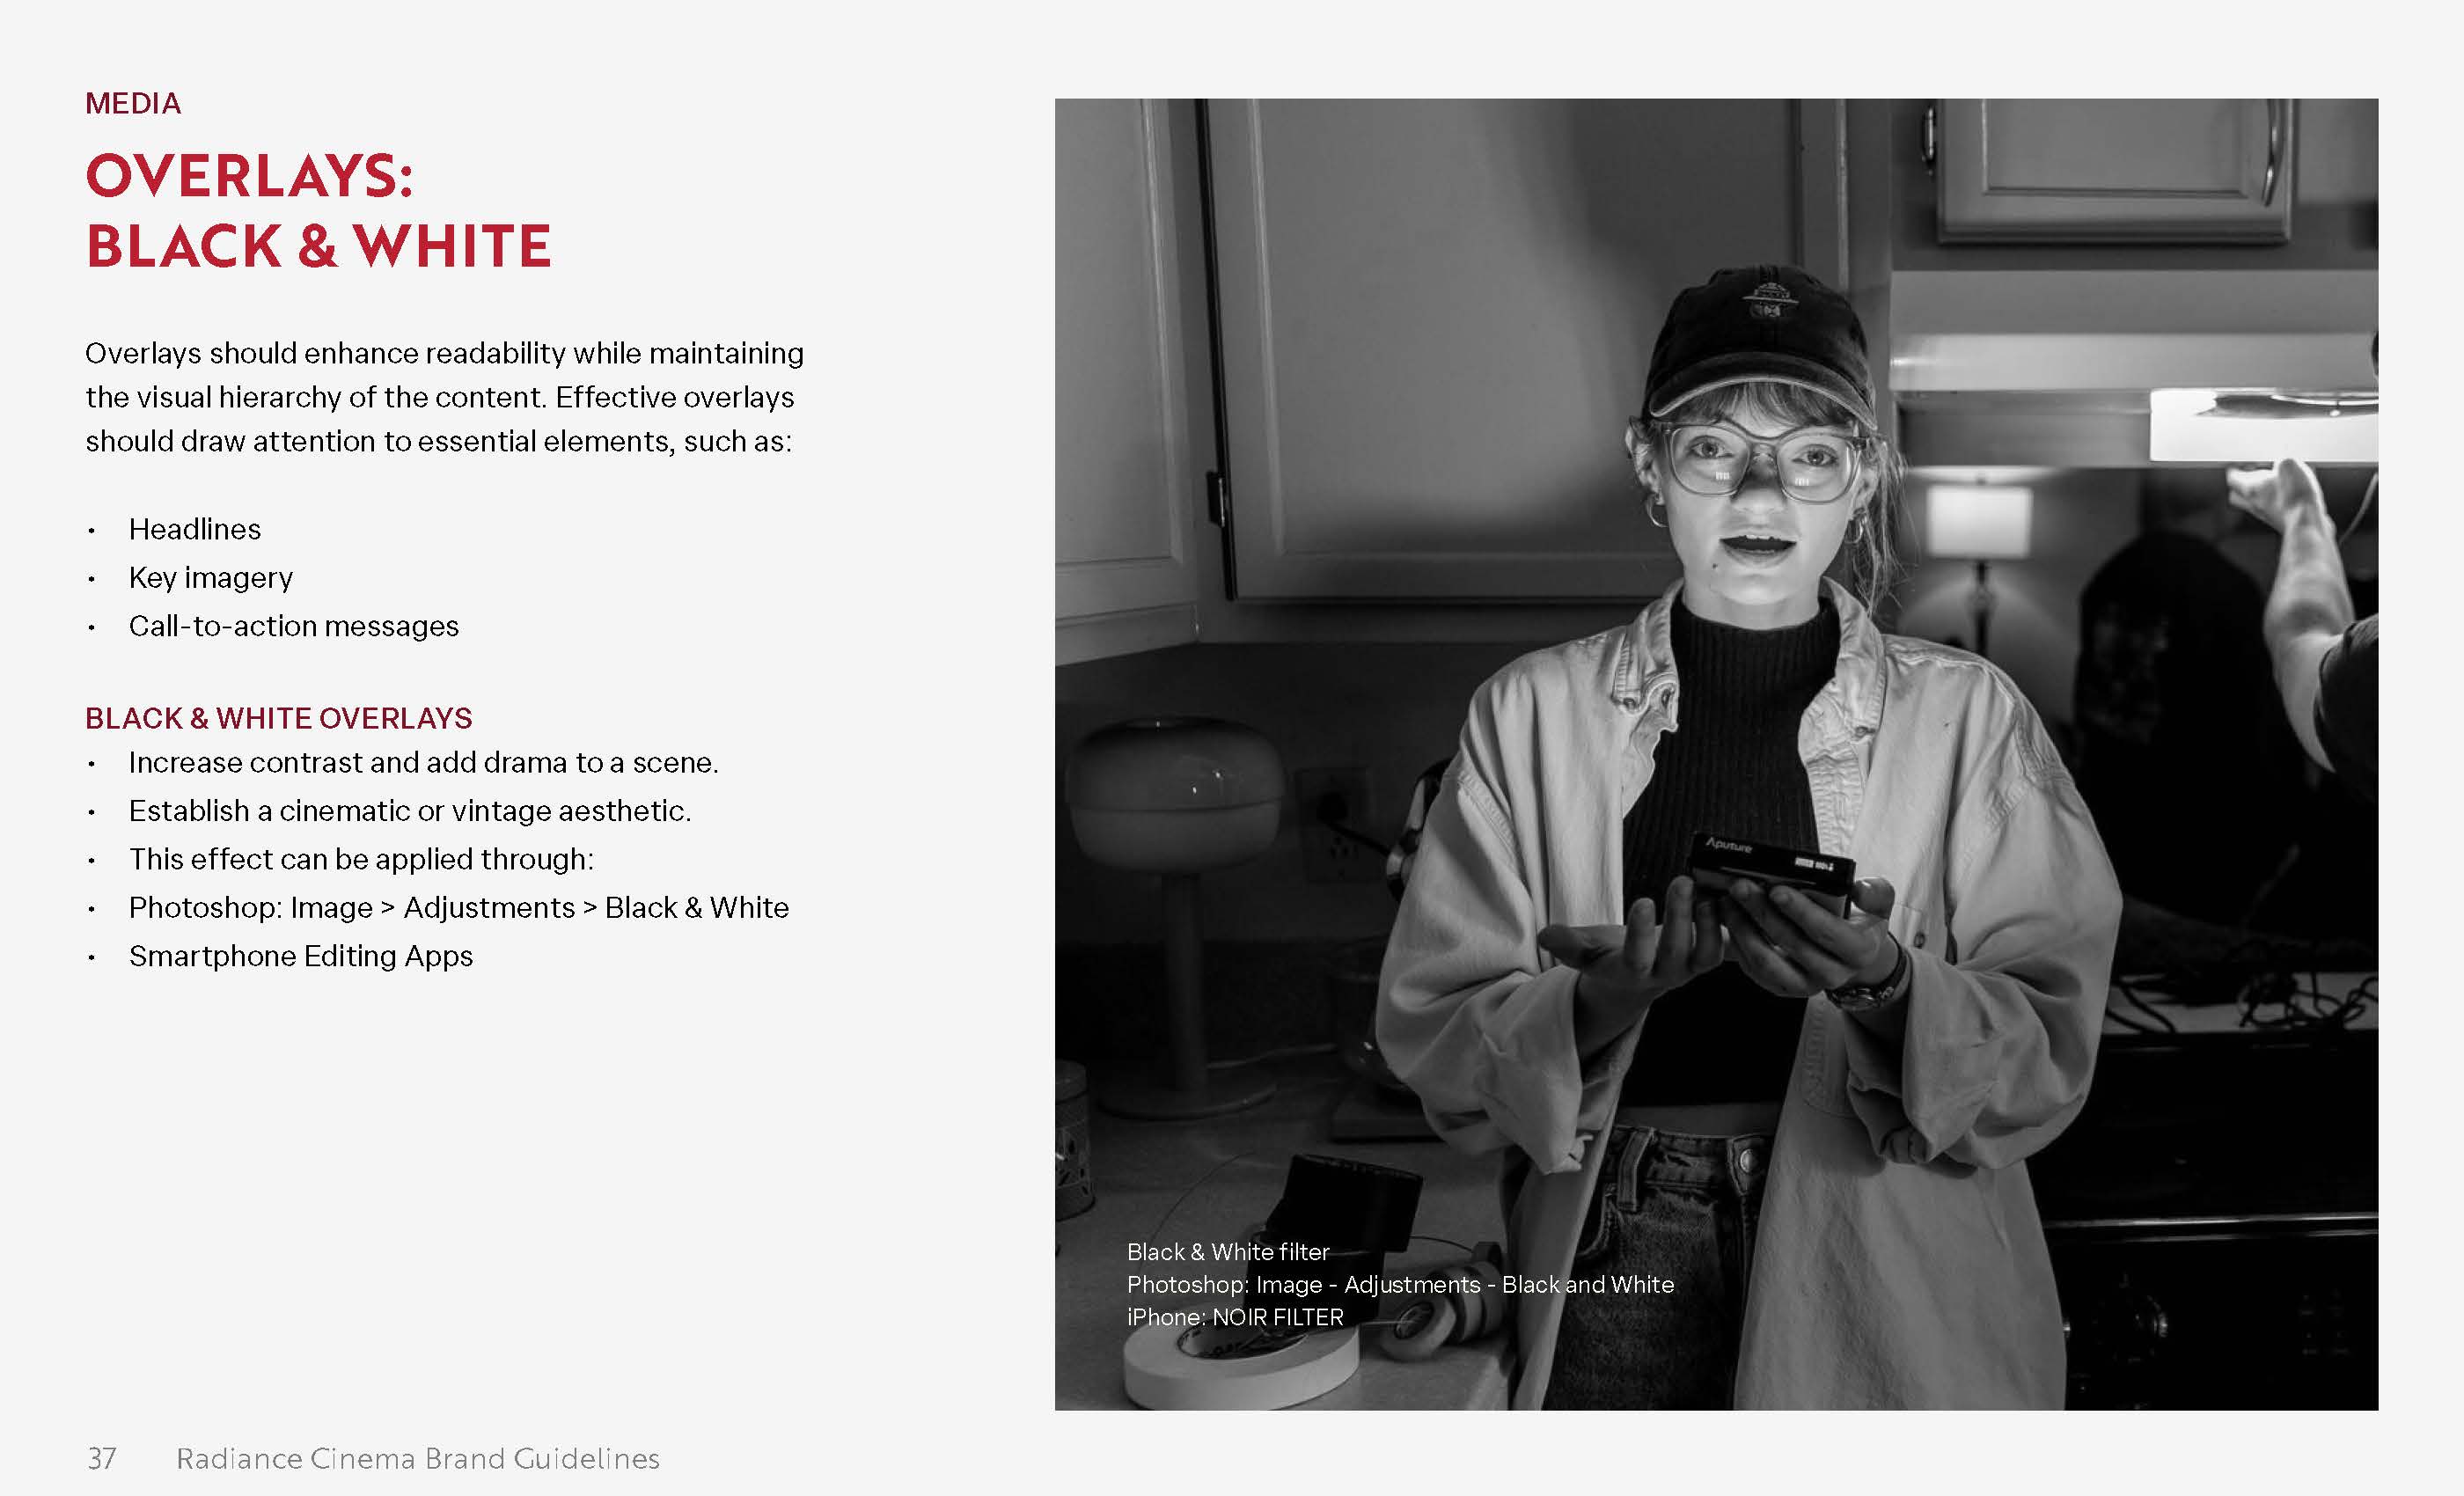 MEDIA
OVERLAYS:
BLACK & WHITE
Overlays should enhance readability while maintaining
the visual hierarchy of the content. Effective overlays
should draw attention to essential elements, such as:
• Headlines
• Key imagery
• Call-to-action messages
BLACK & WHITE OVERLAYS
• Increase contrast and add drama to a scene.
• Establish a cinematic or vintage aesthetic.
• This effect can be applied through:
• Photoshop: Image > Adjustments > Black & White
• Smartphone Editing Apps
Aputure
Black & White filter
Photoshop: Image - Adjustments - Black and White
iPhone: NOIR FILTER
37 Radiance Cinema Brand Guidelines